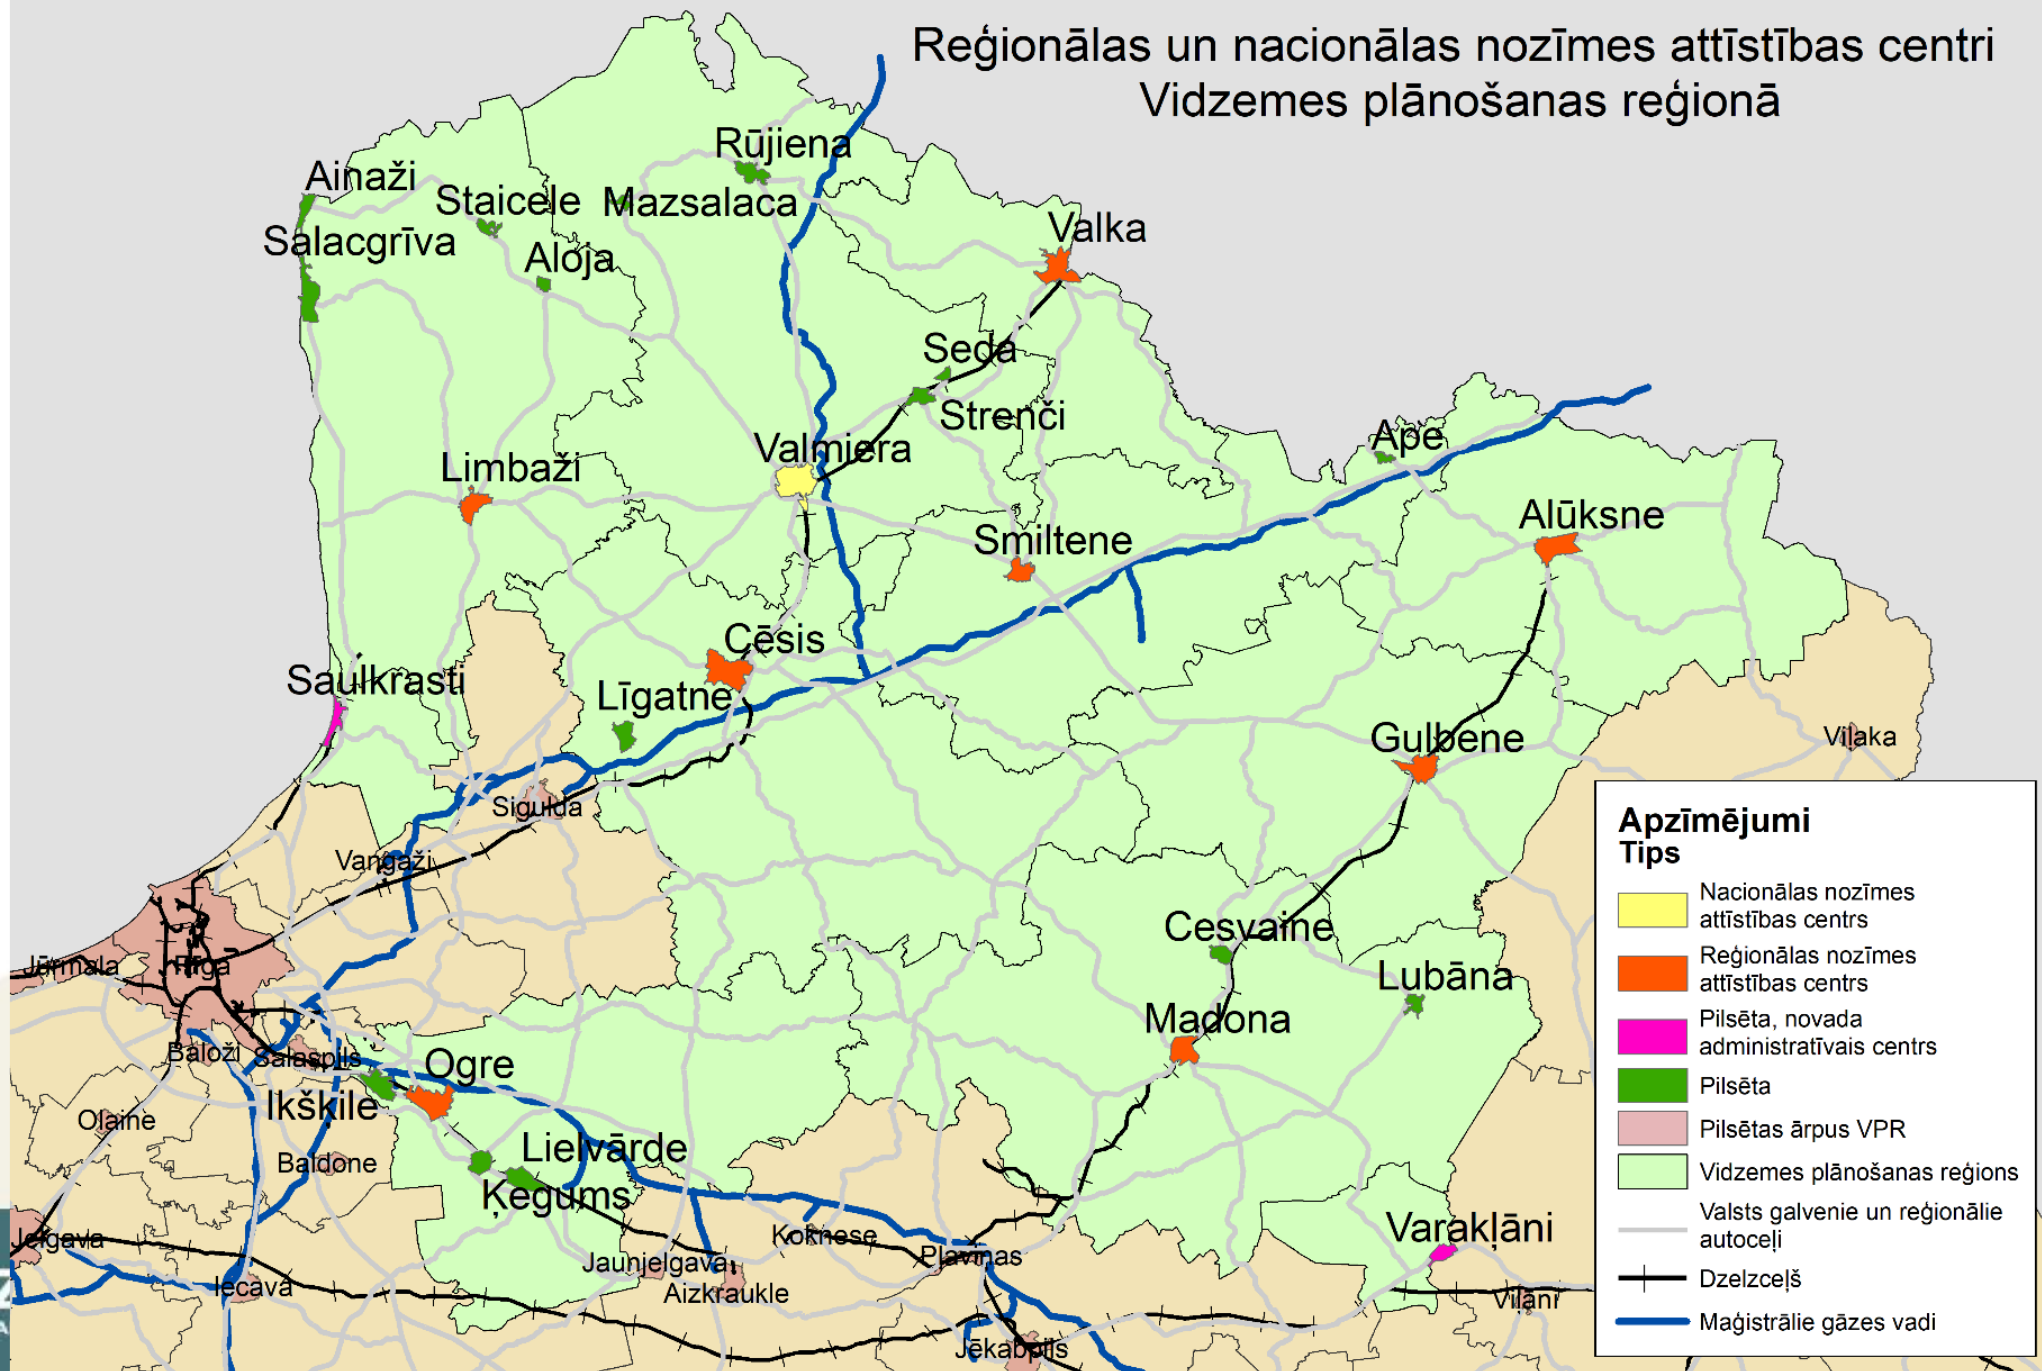 Reģionālas un nacionālas nozīmes attīstības centri
Vidzemes plānošanas reģionā
Rūjiena
Ainaži
Staicele
Mazsalaca
Salacgrīva
Aloja
Valka
Seda
Strenči
Valmiera
Ape
Limbaži
Alūksne
Smiltene
Cēsis
Saulkrasti
Līgatne
Gulbene
Viļaka
Sigulda
Vangaži
Cesvaine
Jūrmala
Rīga
Lubāna
Madona
Baloži
Salaspils
Ogre
Ikšķile
Olaine
Lielvārde
Baldone
Ķegums
Jelgava
Koknese
Pļaviņas
Varakļāni
Jaunjelgava
Iecava
Aizkraukle
Viļāni
Jēkabpils
Apzīmējumi
Tips
Nacionālas nozīmes
attīstības centrs
Reģionālas nozīmes
attīstības centrs
Pilsēta, novada
administratīvais centrs
Pilsēta
Pilsētas ārpus VPR
Vidzemes plānošanas reģions
Valsts galvenie un reģionālie
autoceļi
Dzelzceļš
Maģistrālie gāzes vadi